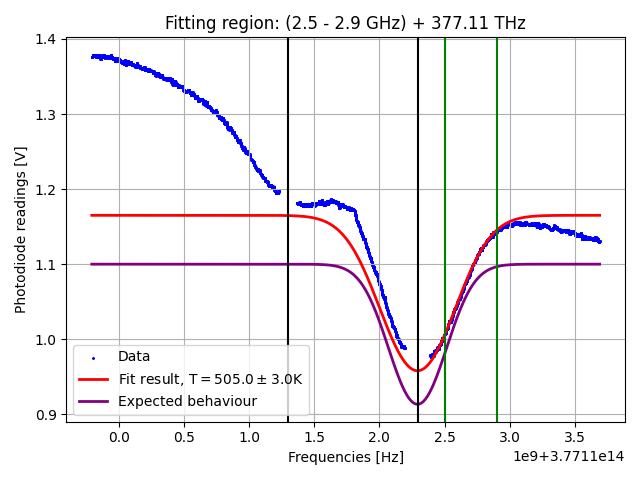 Fitting region: (2.5 - 2.9 GHz) + 377.11 THz
1.4
1.3
1.2
1.1
1.0
0.9
Photodiode readings [V]
Data
Fit result, T = 505.0 ± 3.0K
Expected behaviour
0.0 0.5 1.0 1.5 2.0 2.5 3.0 3.5
Frequencies [Hz]
1e9+3.7711e14